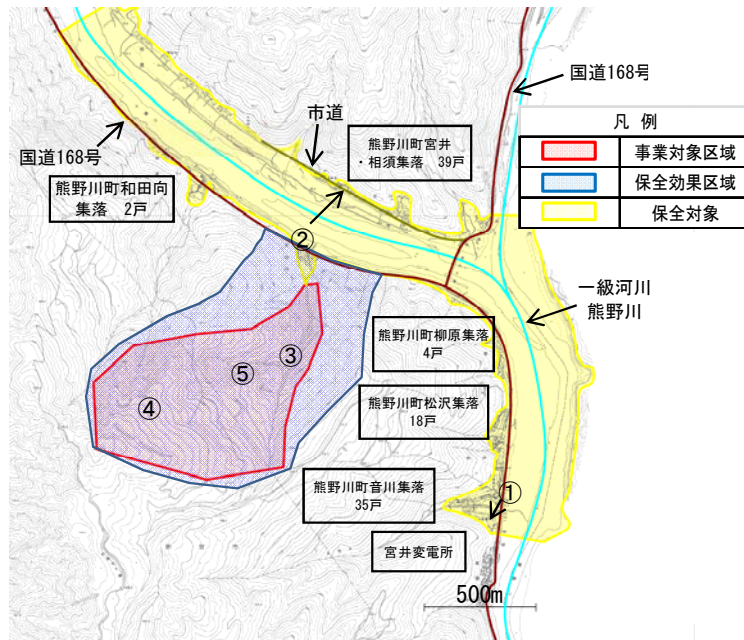 国道168号
市道
熊野川町宮井
・相須集落 39戸
凡 例
事業対象区域
保全効果区域
保全対象
国道168号
熊野川町和田向
集落 2戸
②
一級河川
熊野川
熊野川町柳原集落
4戸
③
⑤
④
熊野川町松沢集落
18戸
熊野川町音川集落
35戸
①
宮井変電所
500m